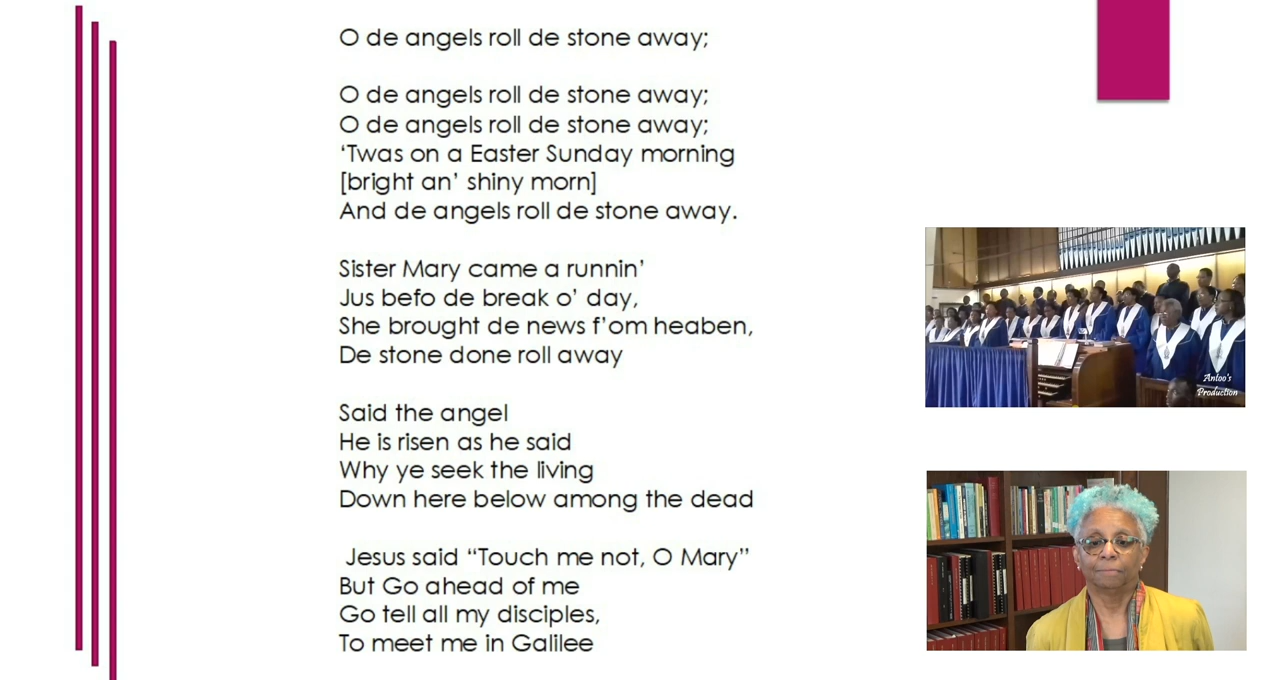 O de angels roll de stone away;
O de angels roll de stone away;
O de angels roll de stone away;
‘Twas on a Easter Sunday morning
[bright an’ shiny morn]
And de angels roll de stone away.
Sister Mary came a runnin’
Jus befo de break o’ day,
She brought de news f’om heaben,
De stone done roll away
Said the angel
He is risen as he said
Why ye seek the living
Down here below among the dead
Jesus said “Touch me not, O Mary”
But Go ahead of me
Go tell all my disciples,
To meet me in Galilee
Antoo's
Production